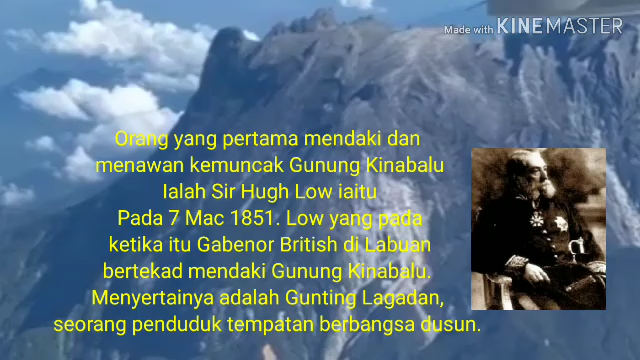 Made with KINEMASTER
Orang yang pertama mendaki dan
menawan kemuncak Gunung Kinabalu
Ialah Sir Hugh Low iaitu
Pada 7 Mac 1851. Low yang pada
ketika itu Gabenor British di Labuan
bertekad mendaki Gunung Kinabalu.
Menyertainya adalah Gunting Lagadan,
seorang penduduk tempatan berbangsa dusun.